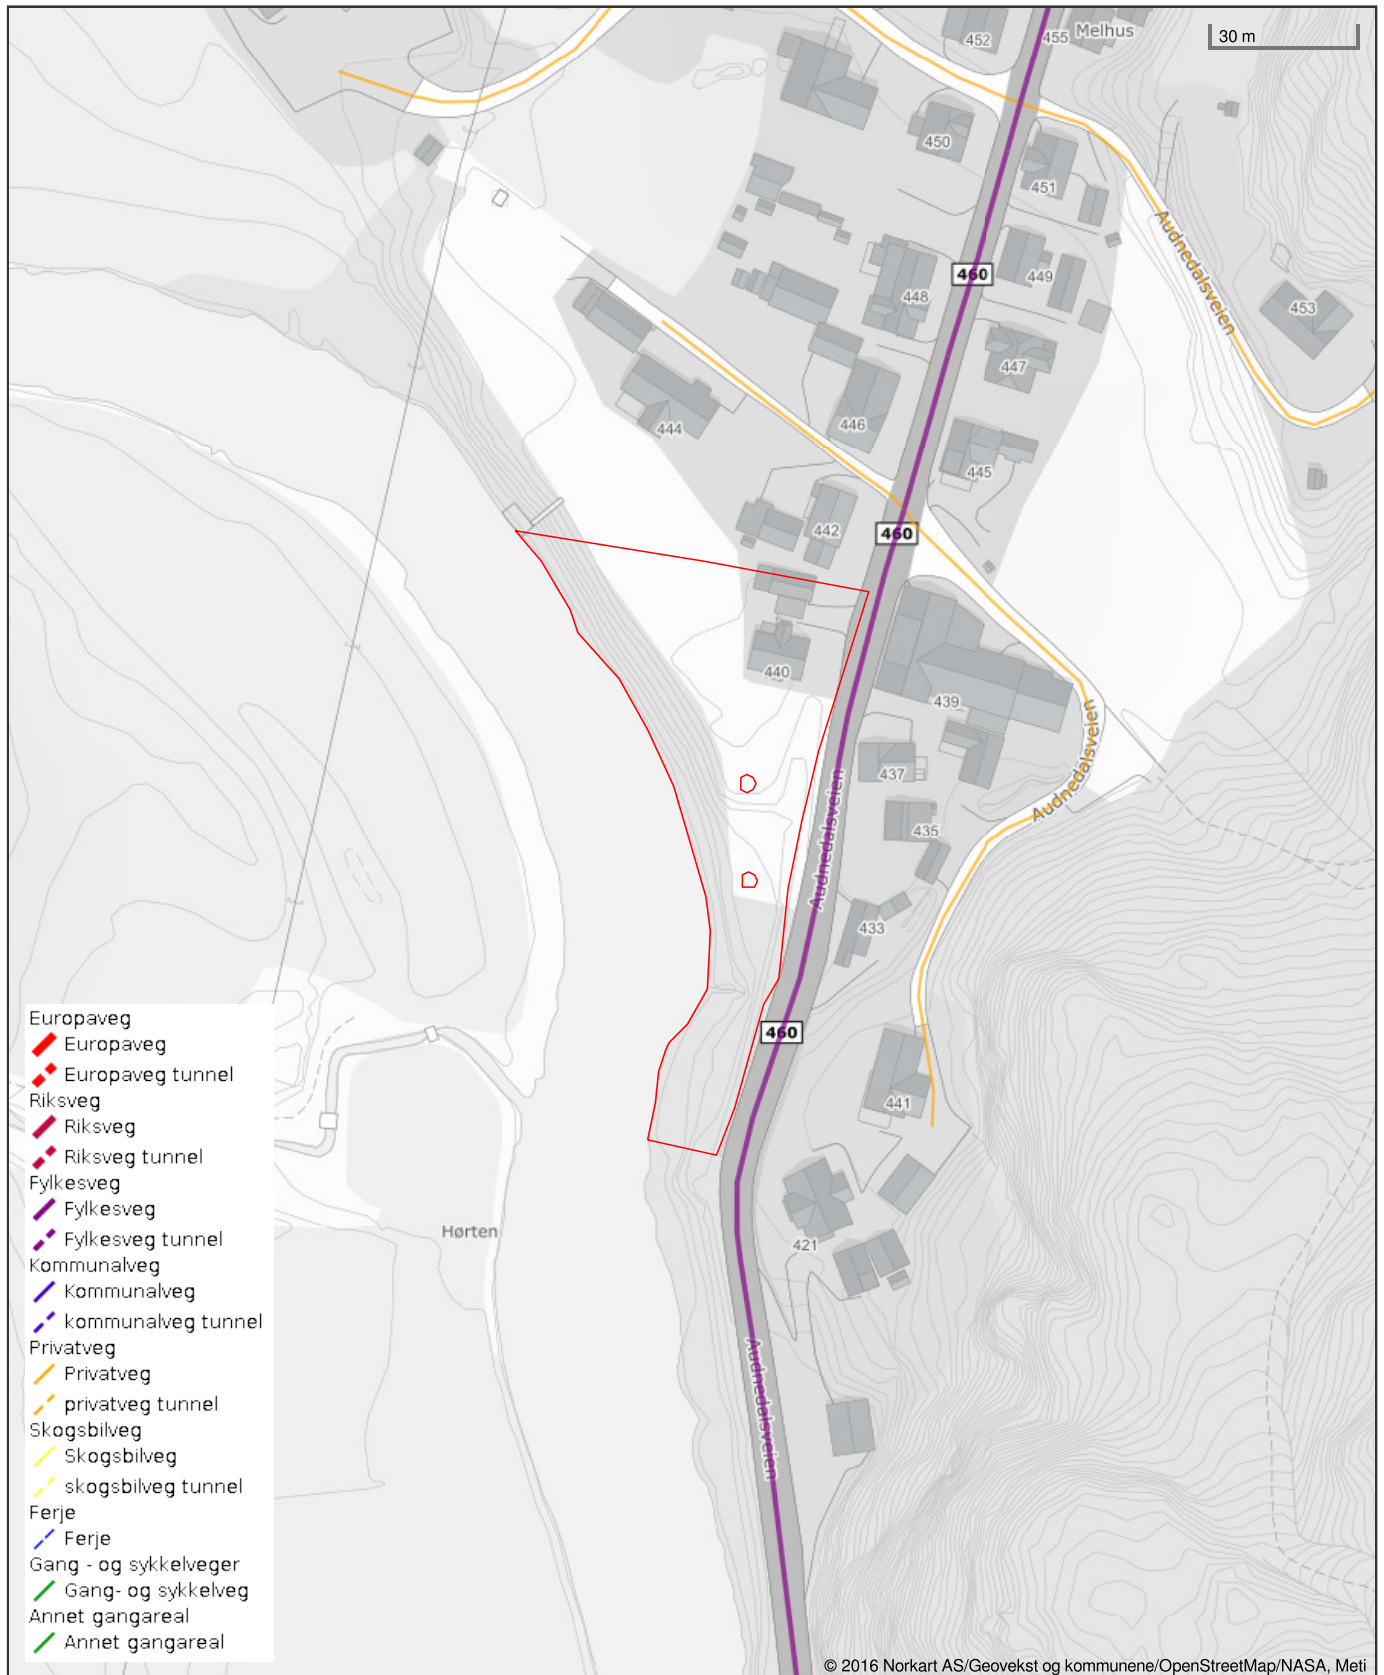 452
455 Melhus
30 m
450
451
Audnedalsveien
460
449
448
453
447
446
444
445
442
460
440
439
Audnedalsveien
437
Audnedalsveien
435
433
460
441
Hørten
421
Audnedalsveien
Europaveg
Europaveg
Europaveg tunnel
Riksveg
Riksveg
Riksveg tunnel
Fylkesveg
Fylkesveg
Fylkesveg tunnel
Kommunalveg
Kommunalveg
kommunalveg tunnel
Privatveg
Privatveg
privatveg tunnel
Skogsbilveg
Skogsbilveg
skogsbilveg tunnel
Ferje
Ferje
Gang - og sykkelveger
Gang- og sykkelveg
Annet gangareal
Annet gangareal
© 2016 Norkart AS/Geovekst og kommunene/OpenStreetMap/NASA, Meti